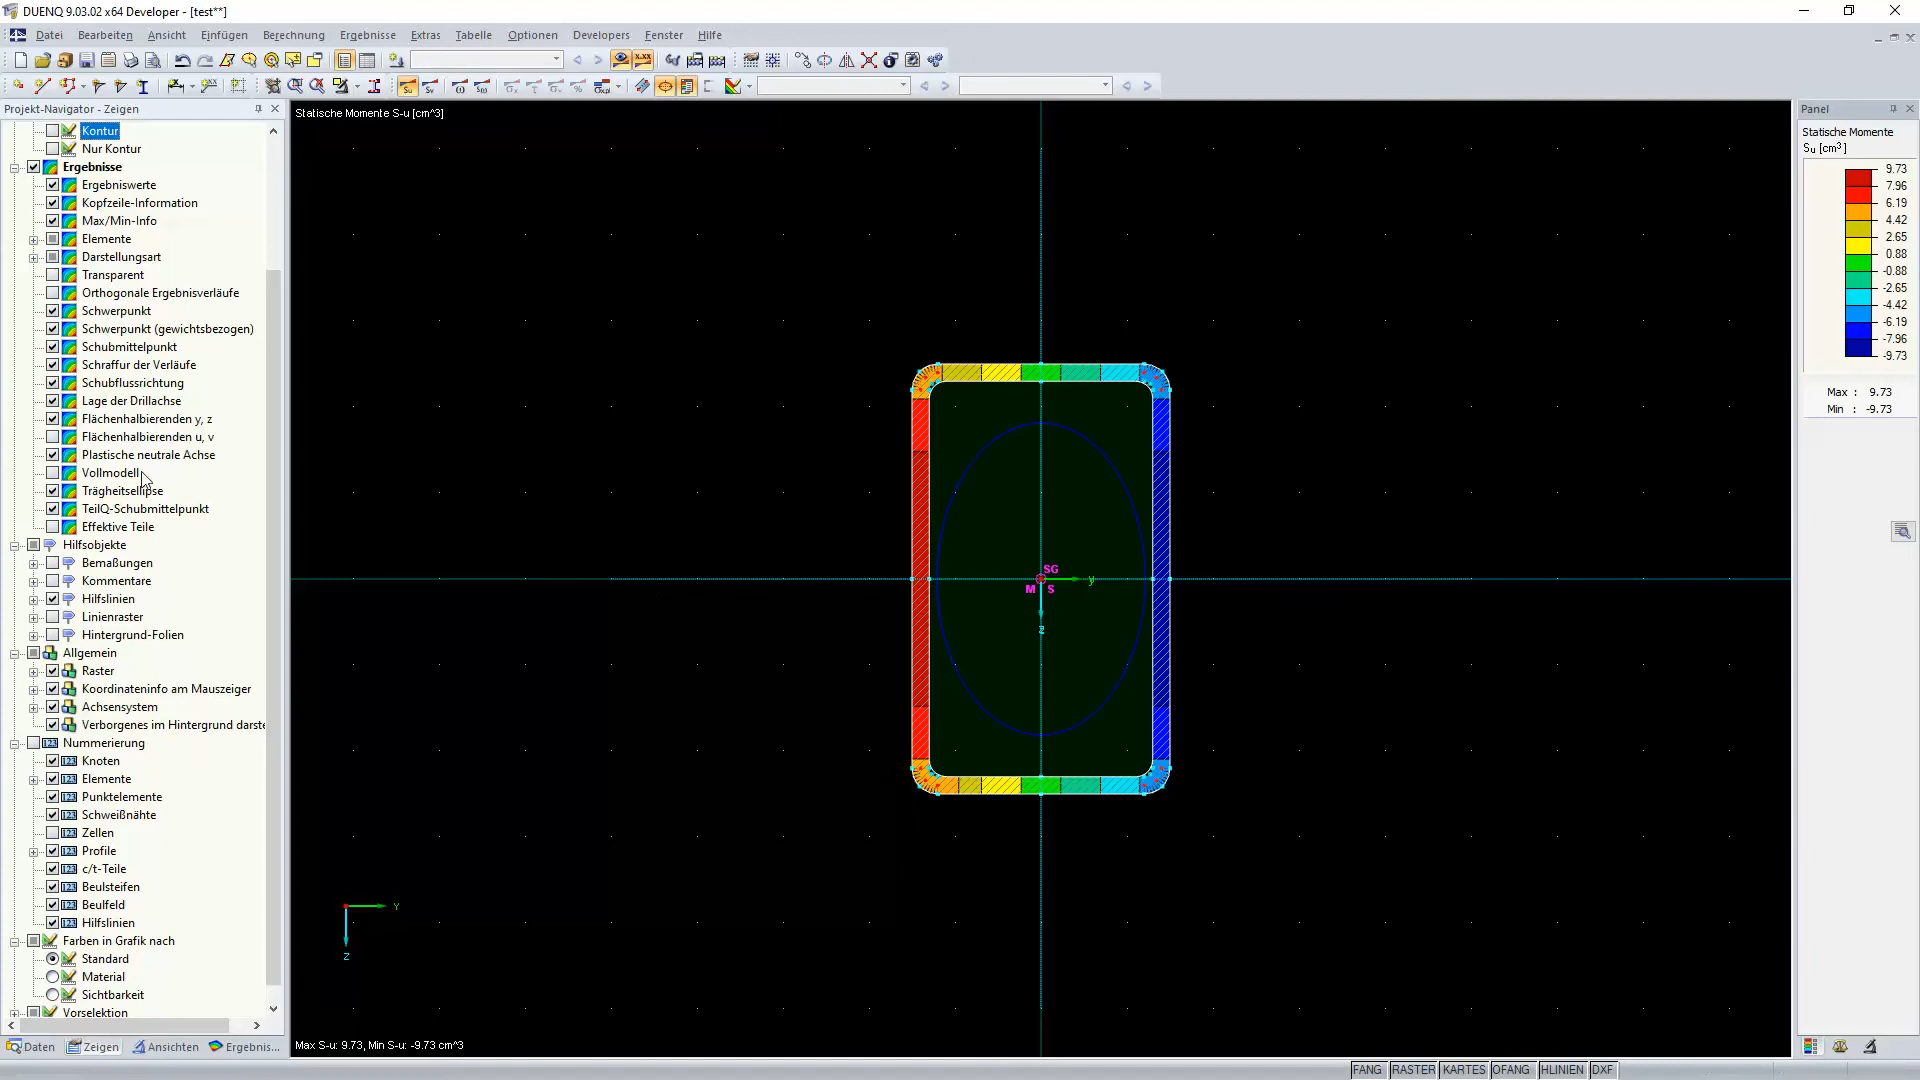 DUENQ 9.03.02 x64 Developer - [test**]
Datei Bearbeiten Ansicht Einfügen Berechnung Ergebnisse Extras Tabelle Optionen Developers Fenster Hilfe
Projekt-Navigator - Zeigen
Kontur
Nur Kontur
Ergebnisse
Ergebniswerte
Kopfzeile-Information
Max/Min-Info
Elemente
Darstellungsart
Transparent
Orthogonale Ergebnisverläufe
Schwerpunkt
Schwerpunkt (gewichtsbezogen)
Schubmittelpunkt
Schraffur der Verläufe
Schubflussrichtung
Lage der Drillachse
Flächenhalbierenden y, z
Flächenhalbierenden u, v
Plastische neutrale Achse
Vollmodell
Trägheitsellipse
TeilQ-Schubmittelpunkt
Effektive Teile
Hilfsobjekte
Bemaßungen
Kommentare
Hilfslinien
Linienraster
Hintergrund-Folien
Allgemein
Raster
Koordinateninfo am Mauszeiger
Achsensystem
Verborgenes im Hintergrund darste
Nummerierung
Knoten
Elemente
Punktelemente
Schweißnähte
Zellen
Profile
c/t-Teile
Beulsteifen
Beulfeld
Hilfslinien
Farben in Grafik nach
Standard
Material
Sichtbarkeit
Vorselektion
Daten Zeigen Ansichten Ergebnis...
Statische Momente S-u [cm^3]
SG
y
M S
z
Y
Z
Max S-u: 9.73, Min S-u: -9.73 cm^3
Panel
Statische Momente
Su [cm³]
9.73
7.96
6.19
4.42
2.65
0.88
-0.88
-2.65
-4.42
-6.19
-7.96
-9.73
Max : 9.73
Min : -9.73
FANG RASTER KARTES OFANG HLINIEN DXF